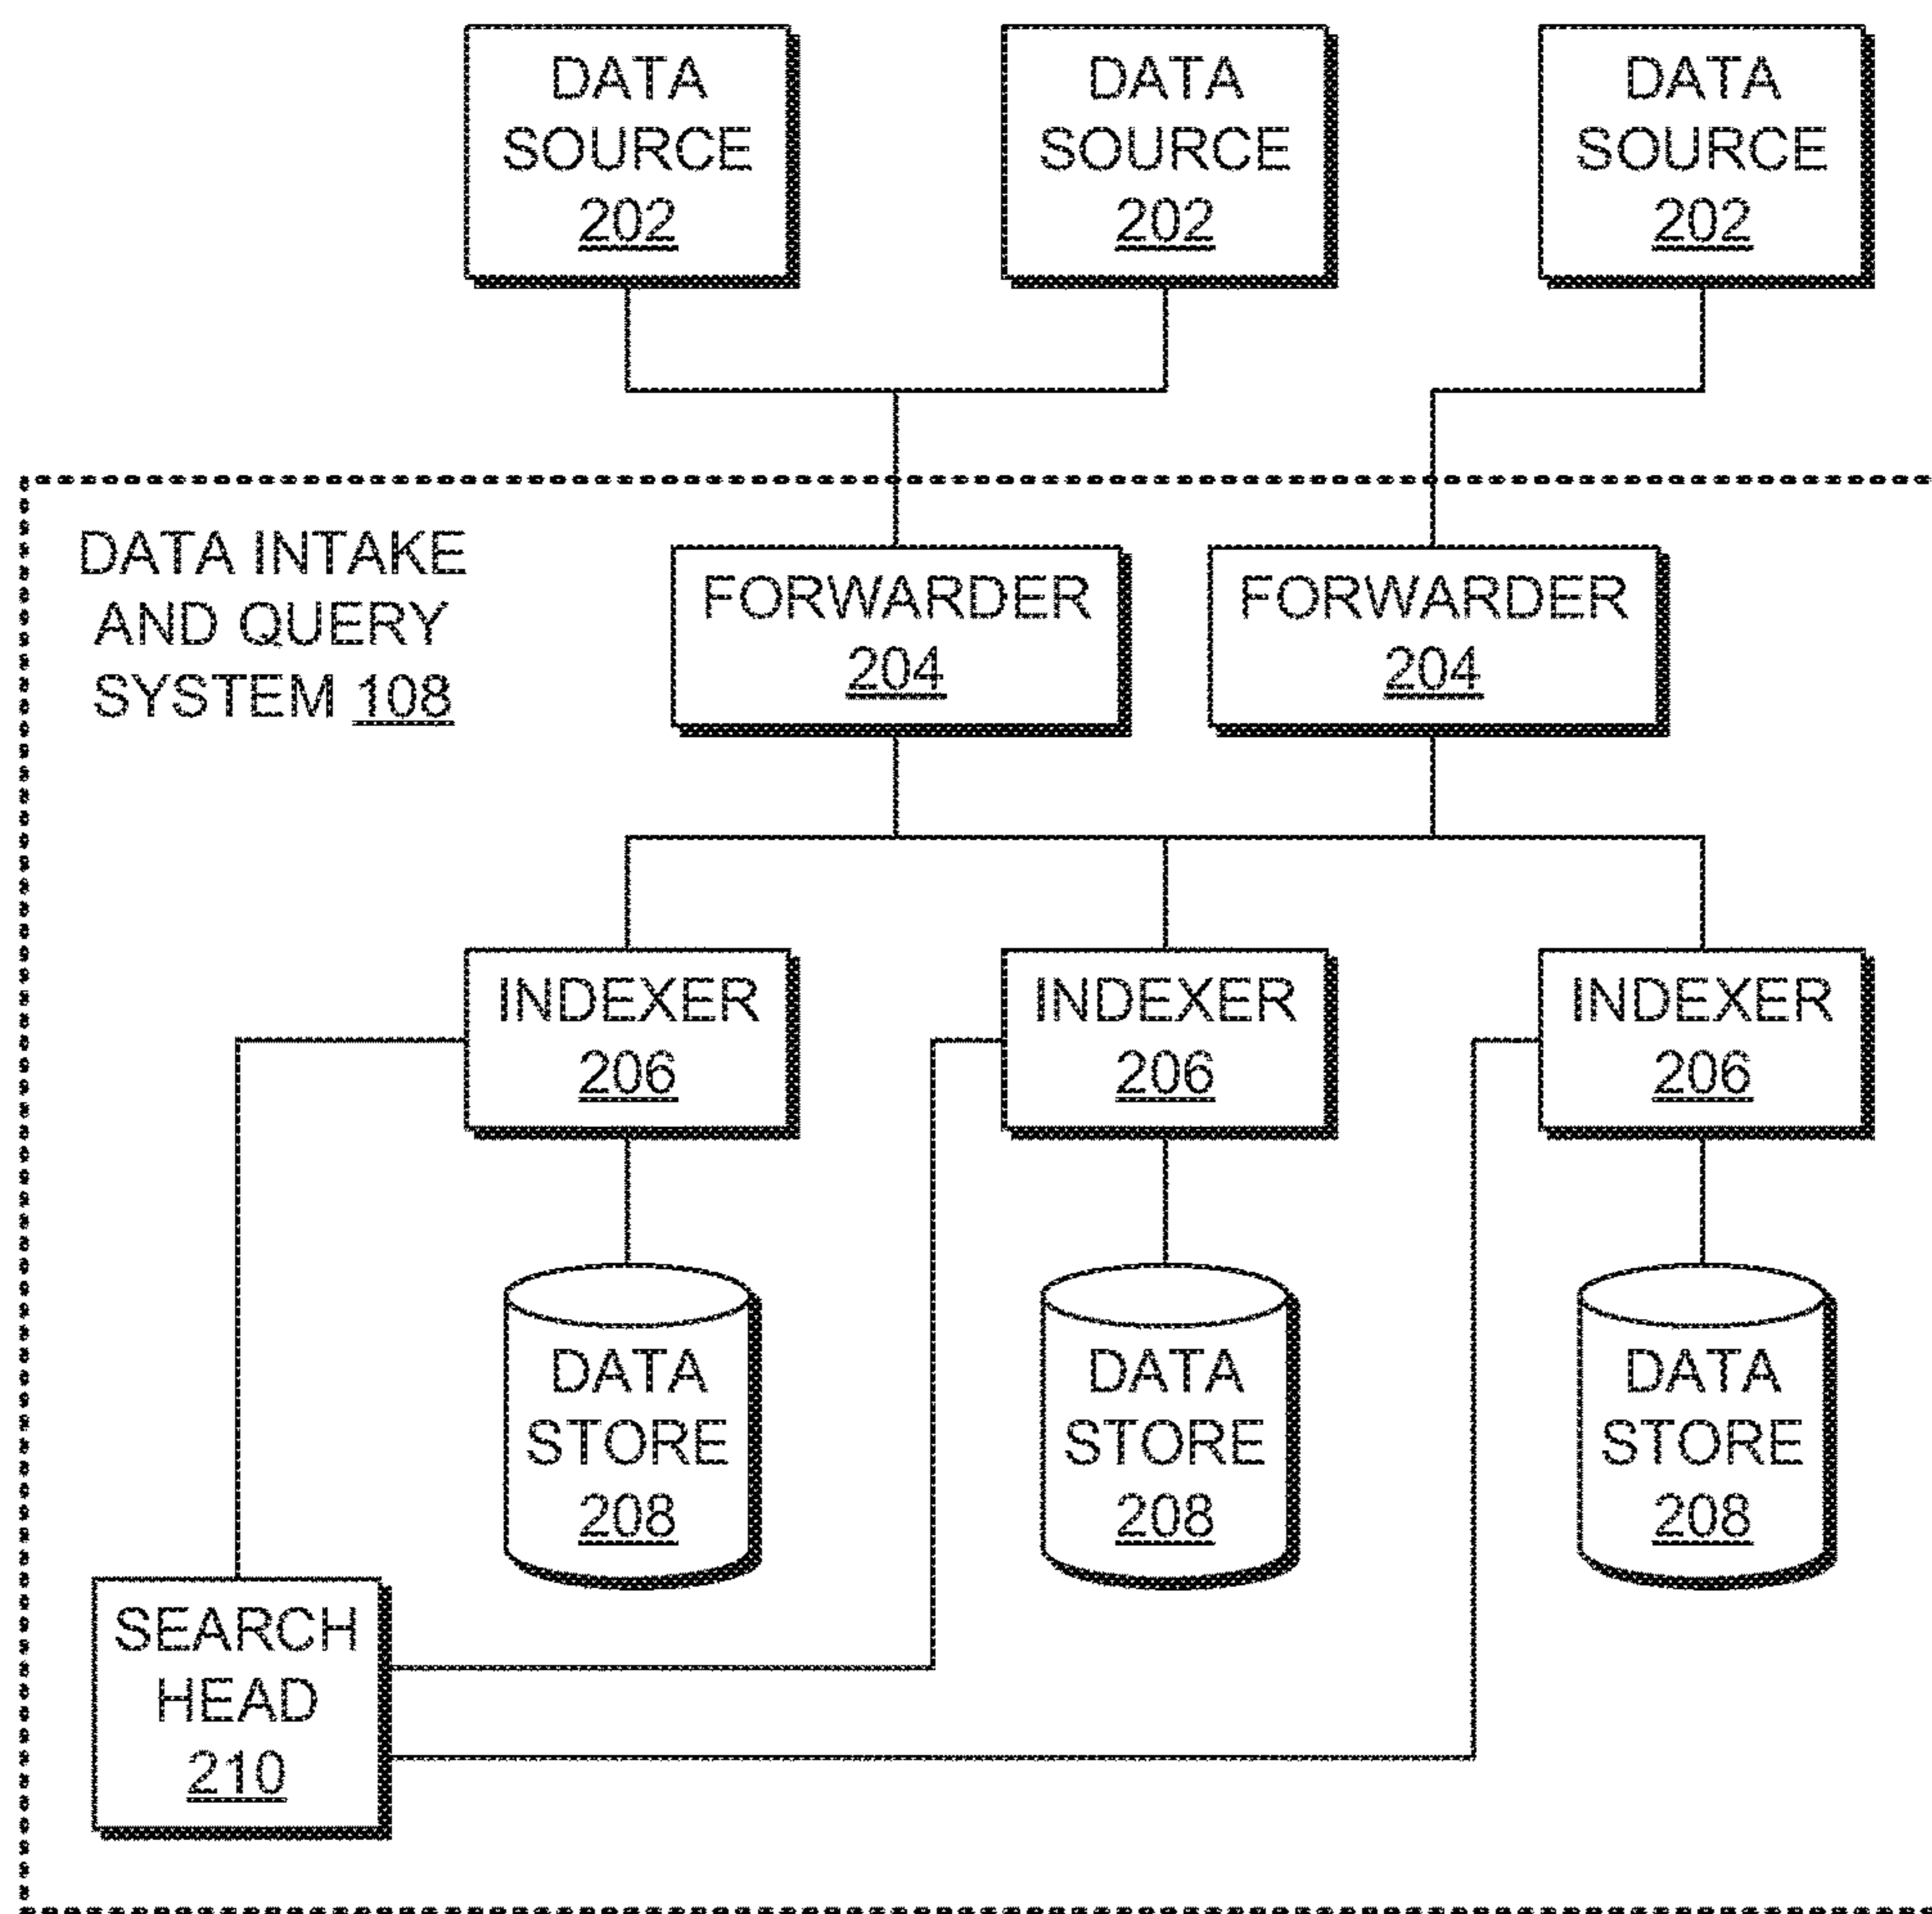 DATA
SOURCE
202
DATA
SOURCE
202
DATA
SOURCE
202
DATA INTAKE
AND QUERY
SYSTEM 108
FORWARDER
204
FORWARDER
204
INDEXER
206
INDEXER
206
INDEXER
206
DATA
STORE
208
DATA
STORE
208
DATA
STORE
208
SEARCH
HEAD
210